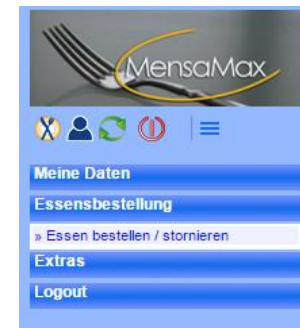 MensaMax
Meine Daten
Essensbestellung
» Essen bestellen / stornieren
Extras
Logout